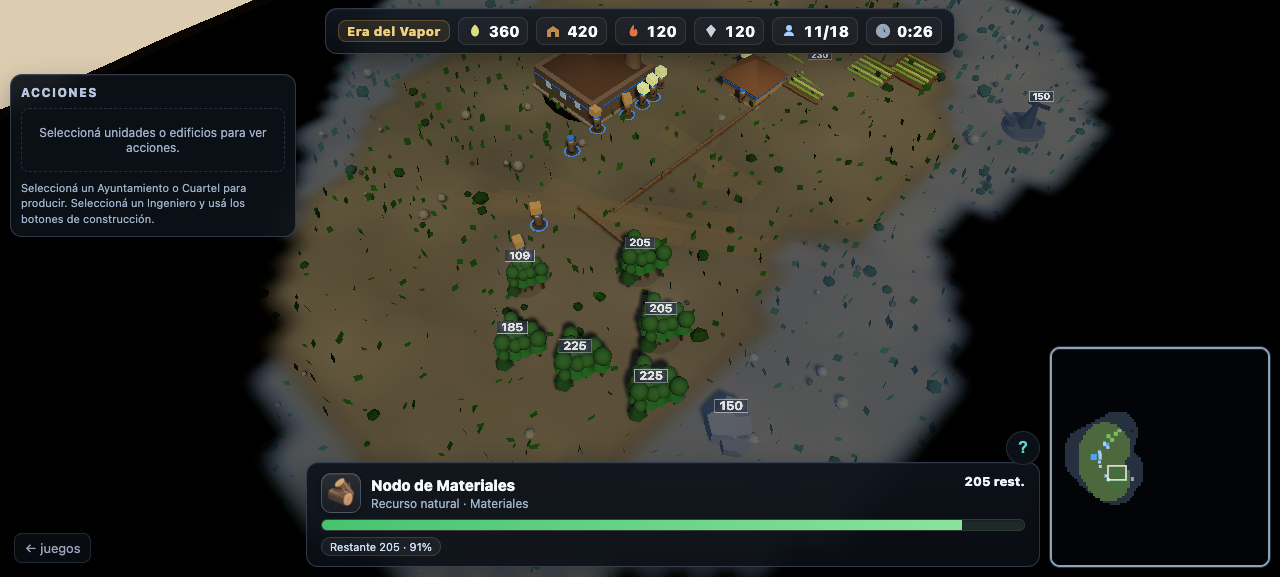 Era del Vapor
360
420
120
120
11/18
0:26
ACCIONES
Seleccioná unidades o edificios para ver
acciones.
Seleccioná un Ayuntamiento o Cuartel para
producir. Seleccioná un Ingeniero y usá los
botones de construcción.
230
150
109
205
205
185
225
225
150
?
Nodo de Materiales
205 rest.
Recurso natural · Materiales
Restante 205 · 91%
← juegos